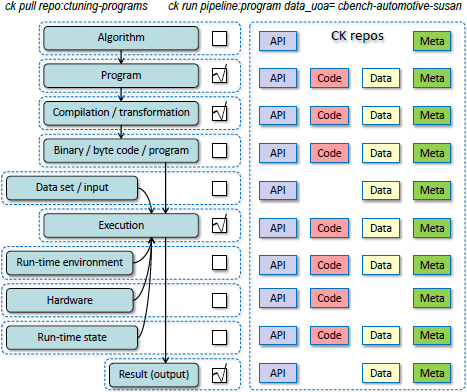 ck pull repo:ctuning-programs ck run pipeline:program data_uoa= cbench-automotive-susan
CK repos
Algorithm API Meta
Program API Code Data Meta
Compilation / transformation API Code Data Meta
Binary / byte code / program API Code Data Meta
Data set / input API Data Meta
Execution API Code Data Meta
Run-time environment API Code Data Meta
Hardware API Code Meta
Run-time state API Code Data Meta
Result (output) API Data Meta